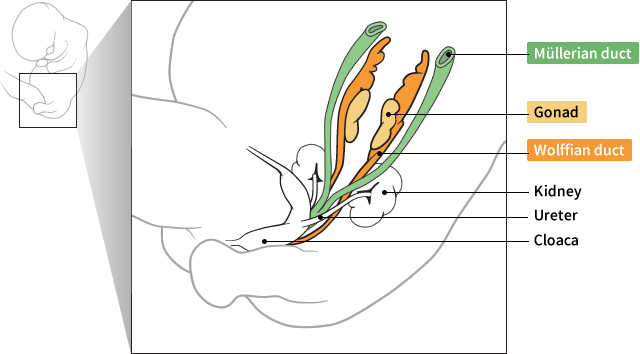 Müllerian duct
Gonad
Wolffian duct
Kidney
Ureter
Cloaca